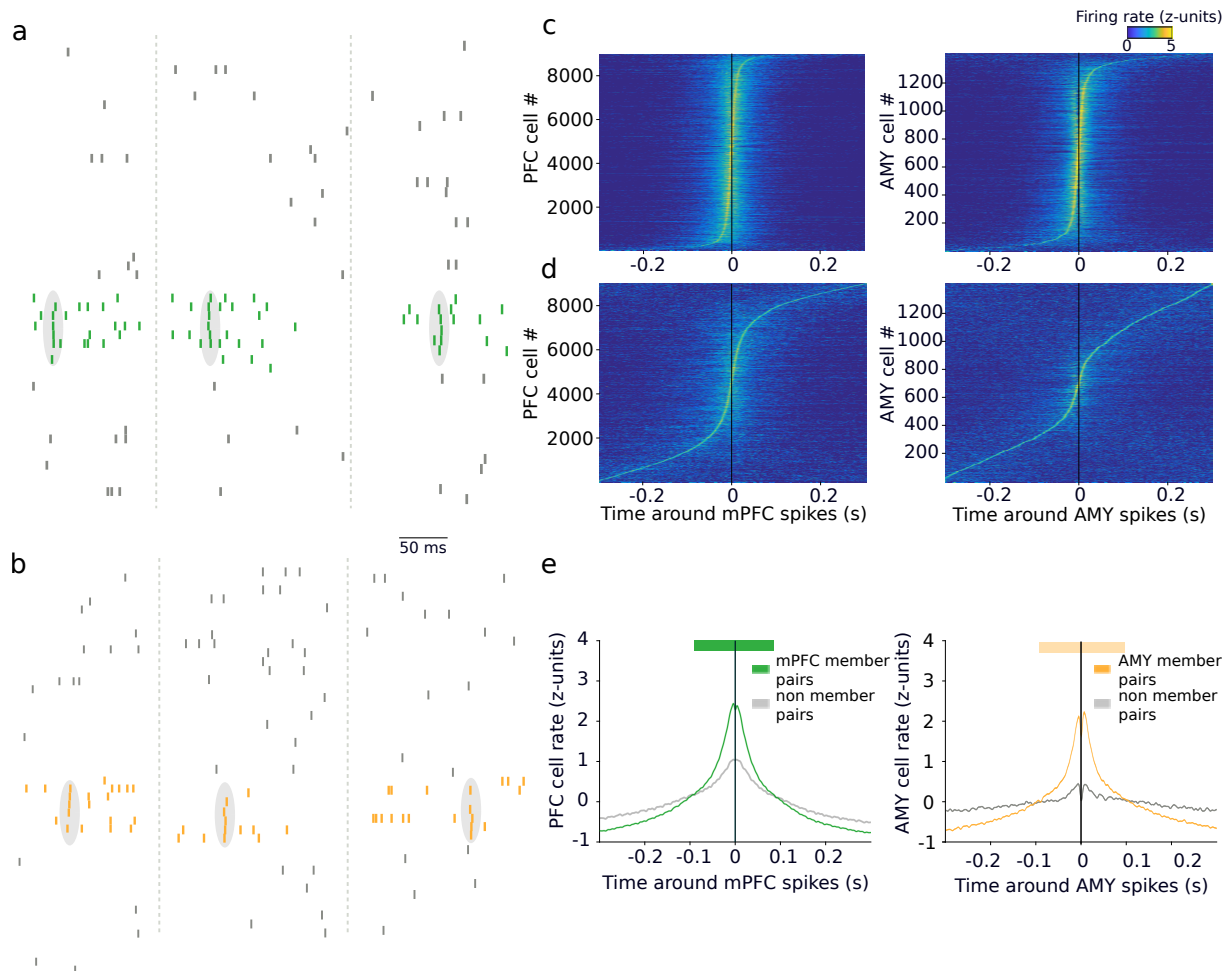 a
b
50 ms
c
Firing rate (z-units)
0 5
PFC cell #
8000
6000
4000
2000
-0.2 0 0.2
AMY cell #
1200
1000
800
600
400
200
-0.2 0 0.2
d
PFC cell #
8000
6000
4000
2000
-0.2 0 0.2
Time around mPFC spikes (s)
AMY cell #
1200
1000
800
600
400
200
-0.2 0 0.2
Time around AMY spikes (s)
e
PFC cell rate (z-units)
4
3
2
1
0
-1
mPFC member
pairs
non member
pairs
-0.2 -0.1 0 0.1 0.2
Time around mPFC spikes (s)
AMY cell rate (z-units)
4
3
2
1
0
-1
AMY member
pairs
non member
pairs
-0.2 -0.1 0 0.1 0.2
Time around AMY spikes (s)